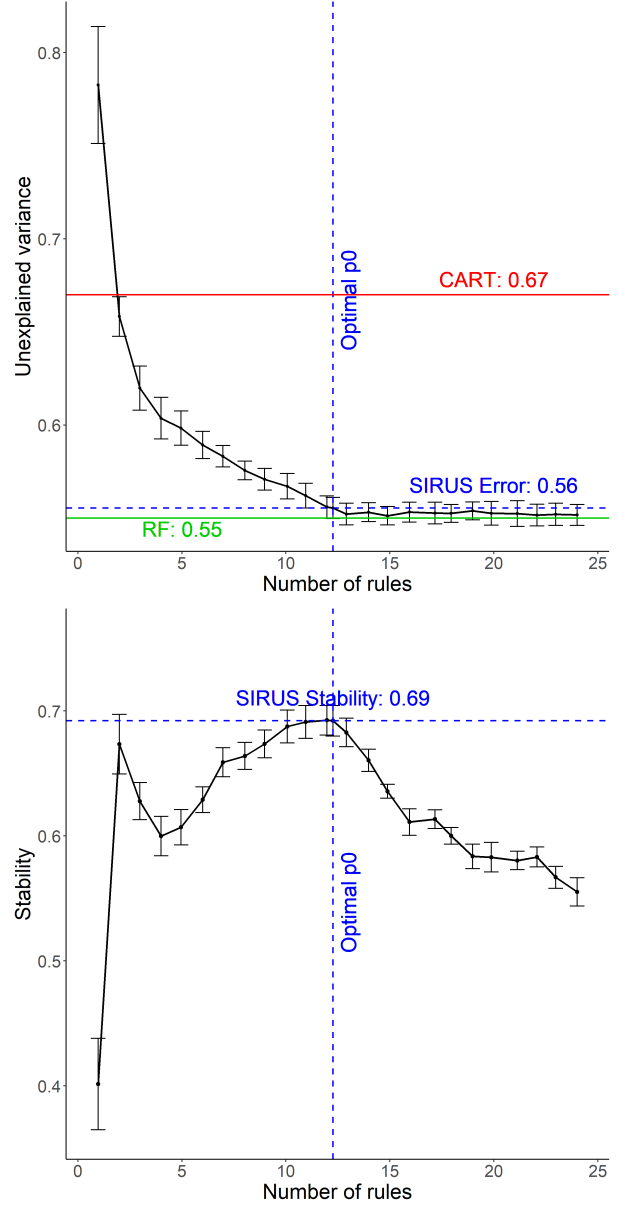 0.8
0.7
0.6
Unexplained variance
Optimal p0
CART: 0.67
SIRUS Error: 0.56
RF: 0.55
0 5 10 15 20 25
Number of rules
0.7
0.6
0.5
0.4
Stability
SIRUS Stability: 0.69
Optimal p0
0 5 10 15 20 25
Number of rules